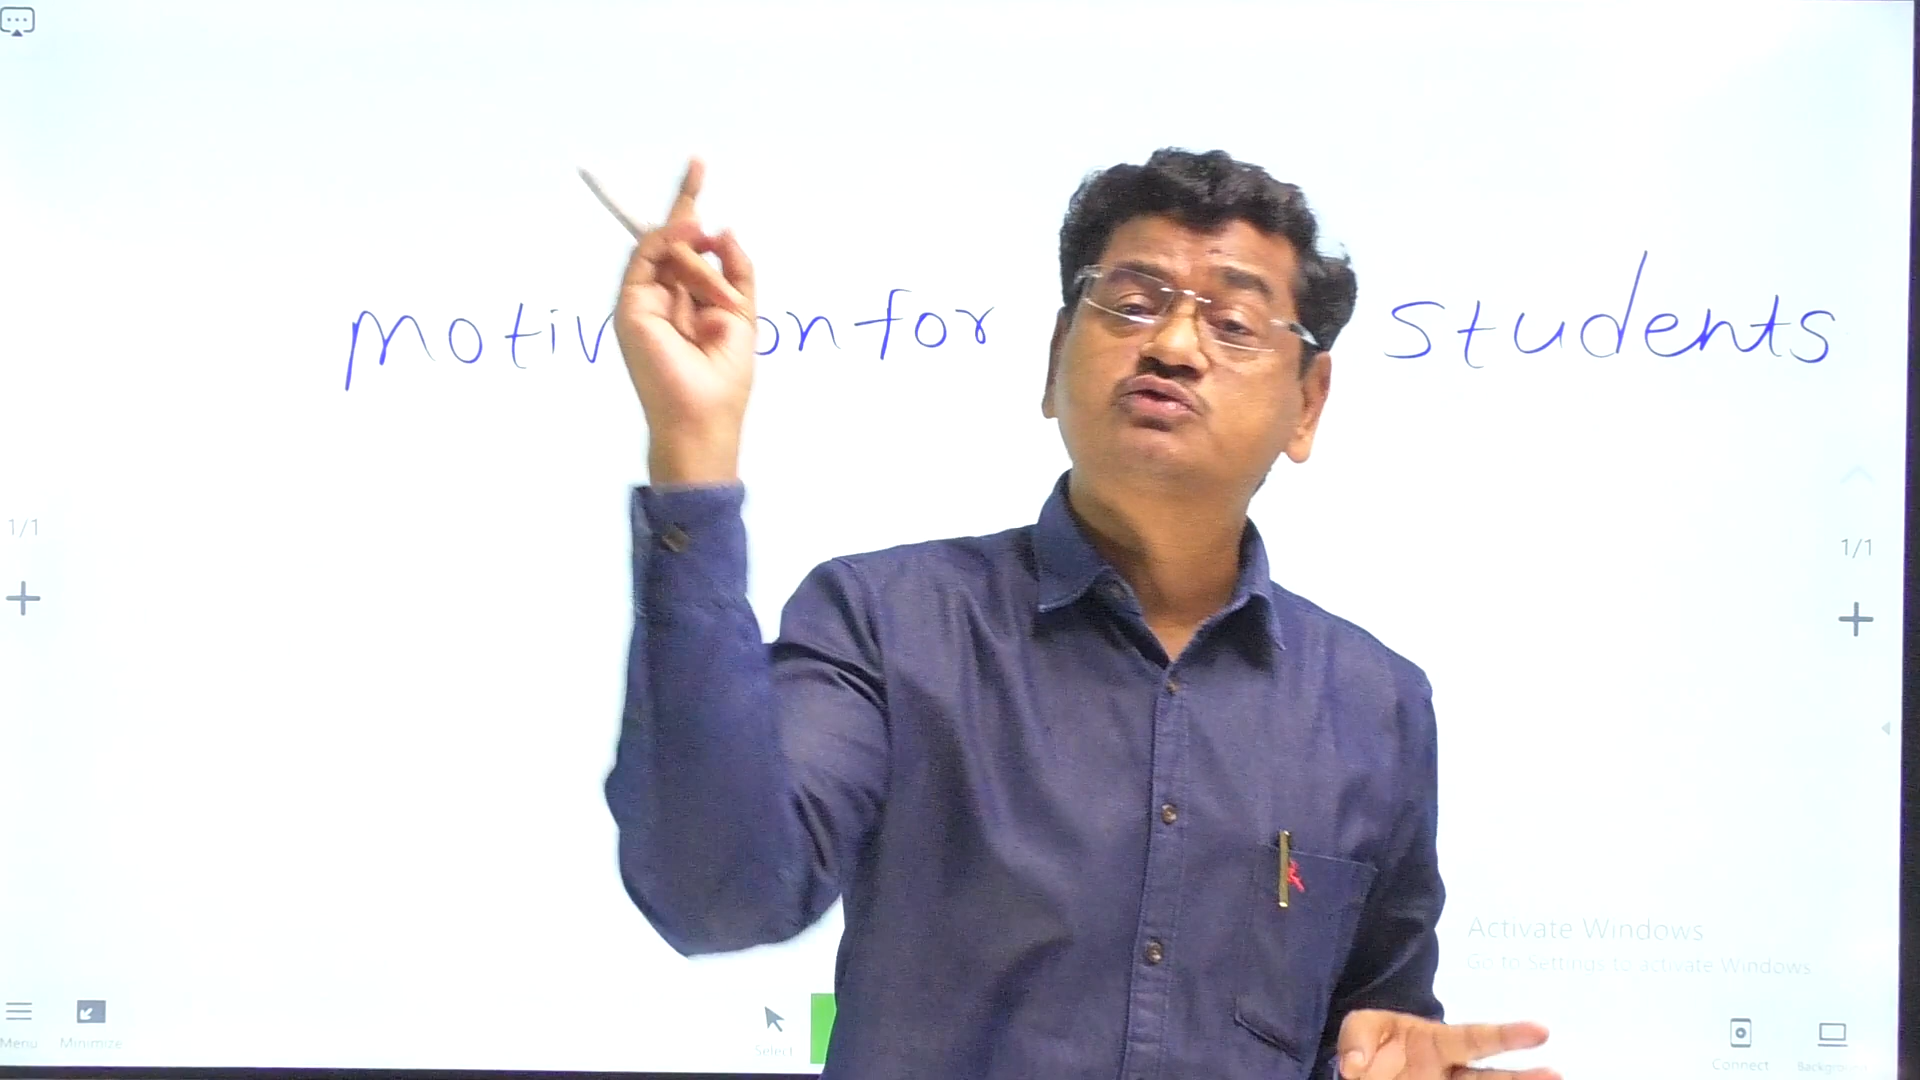 motiv on for students
1/1
1/1
Activate Windows
Go to Settings to activate Windows
Menu Minimize Select Connect Background